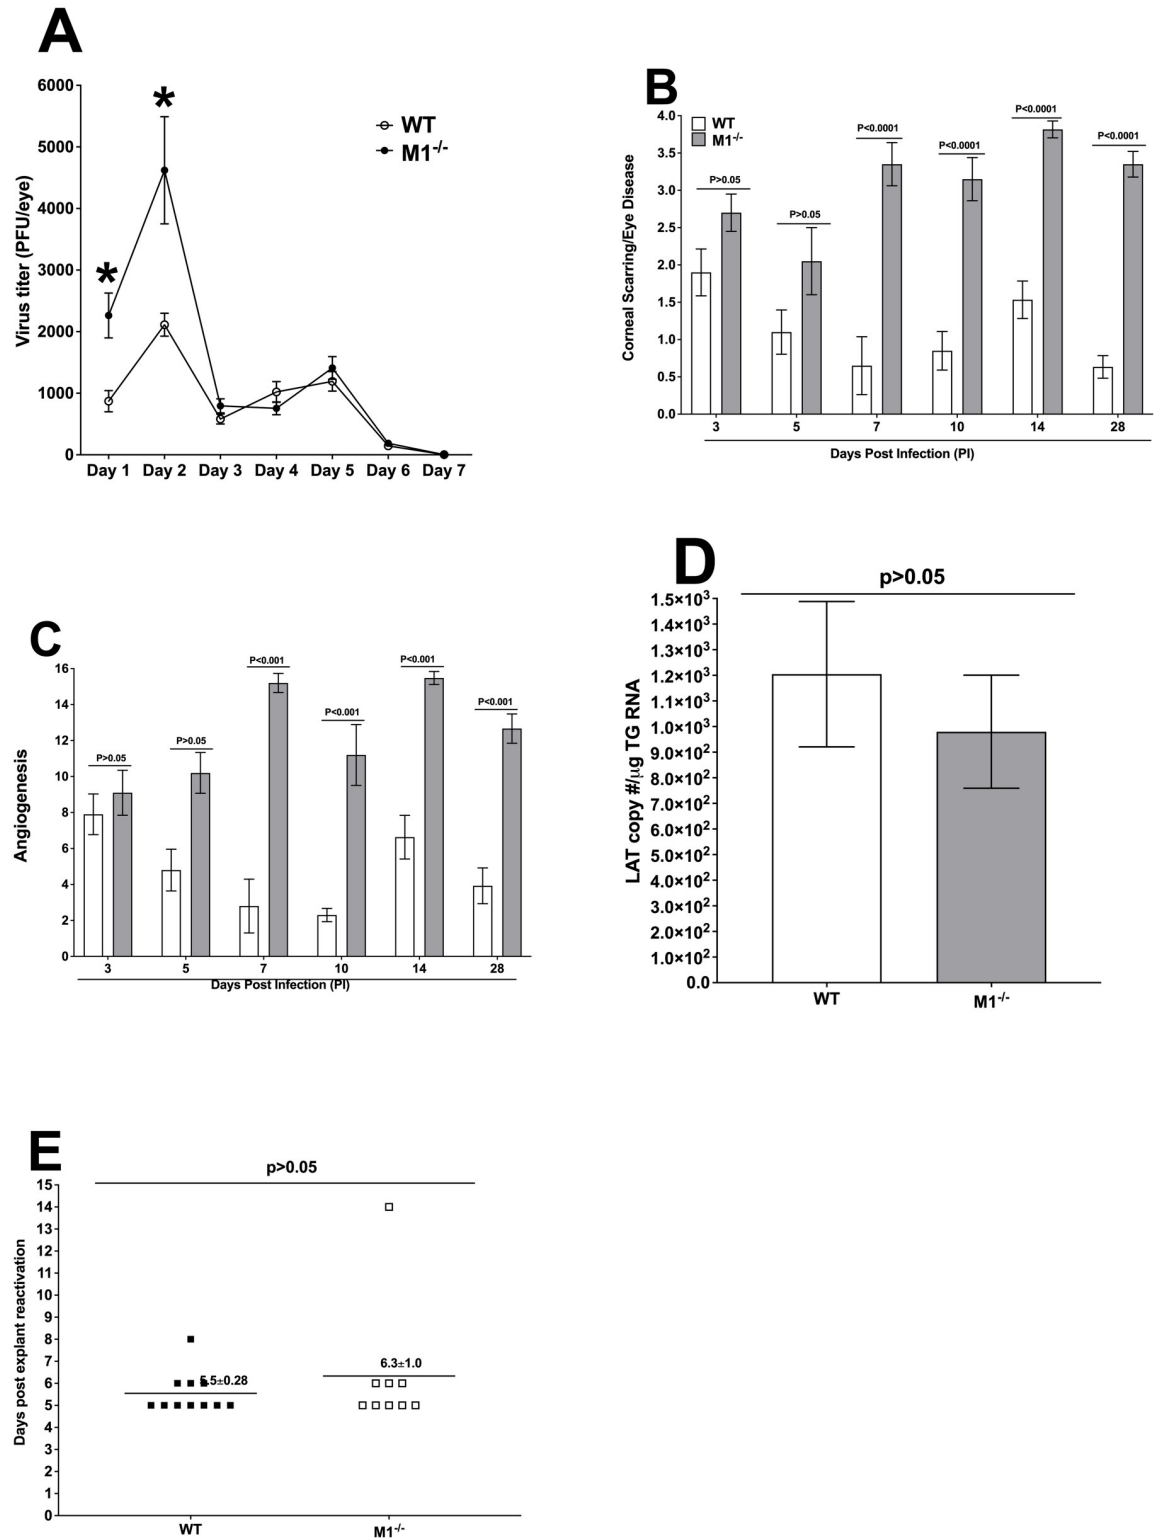 A
6000
5000
4000
3000
2000
1000
0
Virus titer (PFU/eye)
*
*
WT
M1-/-
Day 1 Day 2 Day 3 Day 4 Day 5 Day 6 Day 7
B
4.0
3.5
3.0
2.5
2.0
1.5
1.0
0.5
0.0
Corneal Scarring/Eye Disease
WT
M1-/-
P>0.05
P>0.05
P<0.0001
P<0.0001
P<0.0001
P<0.0001
3 5 7 10 14 28
Days Post Infection (PI)
C
16
14
12
10
8
6
4
2
0
Angiogenesis
P>0.05
P>0.05
P<0.001
P<0.001
P<0.001
P<0.001
3 5 7 10 14 28
Days Post Infection (PI)
D
p>0.05
1.5×10³
1.4×10³
1.3×10³
1.2×10³
1.1×10³
1.0×10³
9.0×10²
8.0×10²
7.0×10²
6.0×10²
5.0×10²
4.0×10²
3.0×10²
2.0×10²
1.0×10²
0.0
LAT copy #/µg TG RNA
WT M1-/-
E
p>0.05
15
14
13
12
11
10
9
8
7
6
5
4
3
2
1
0
Days post explant reactivation
5.5±0.28
6.3±1.0
WT M1-/-